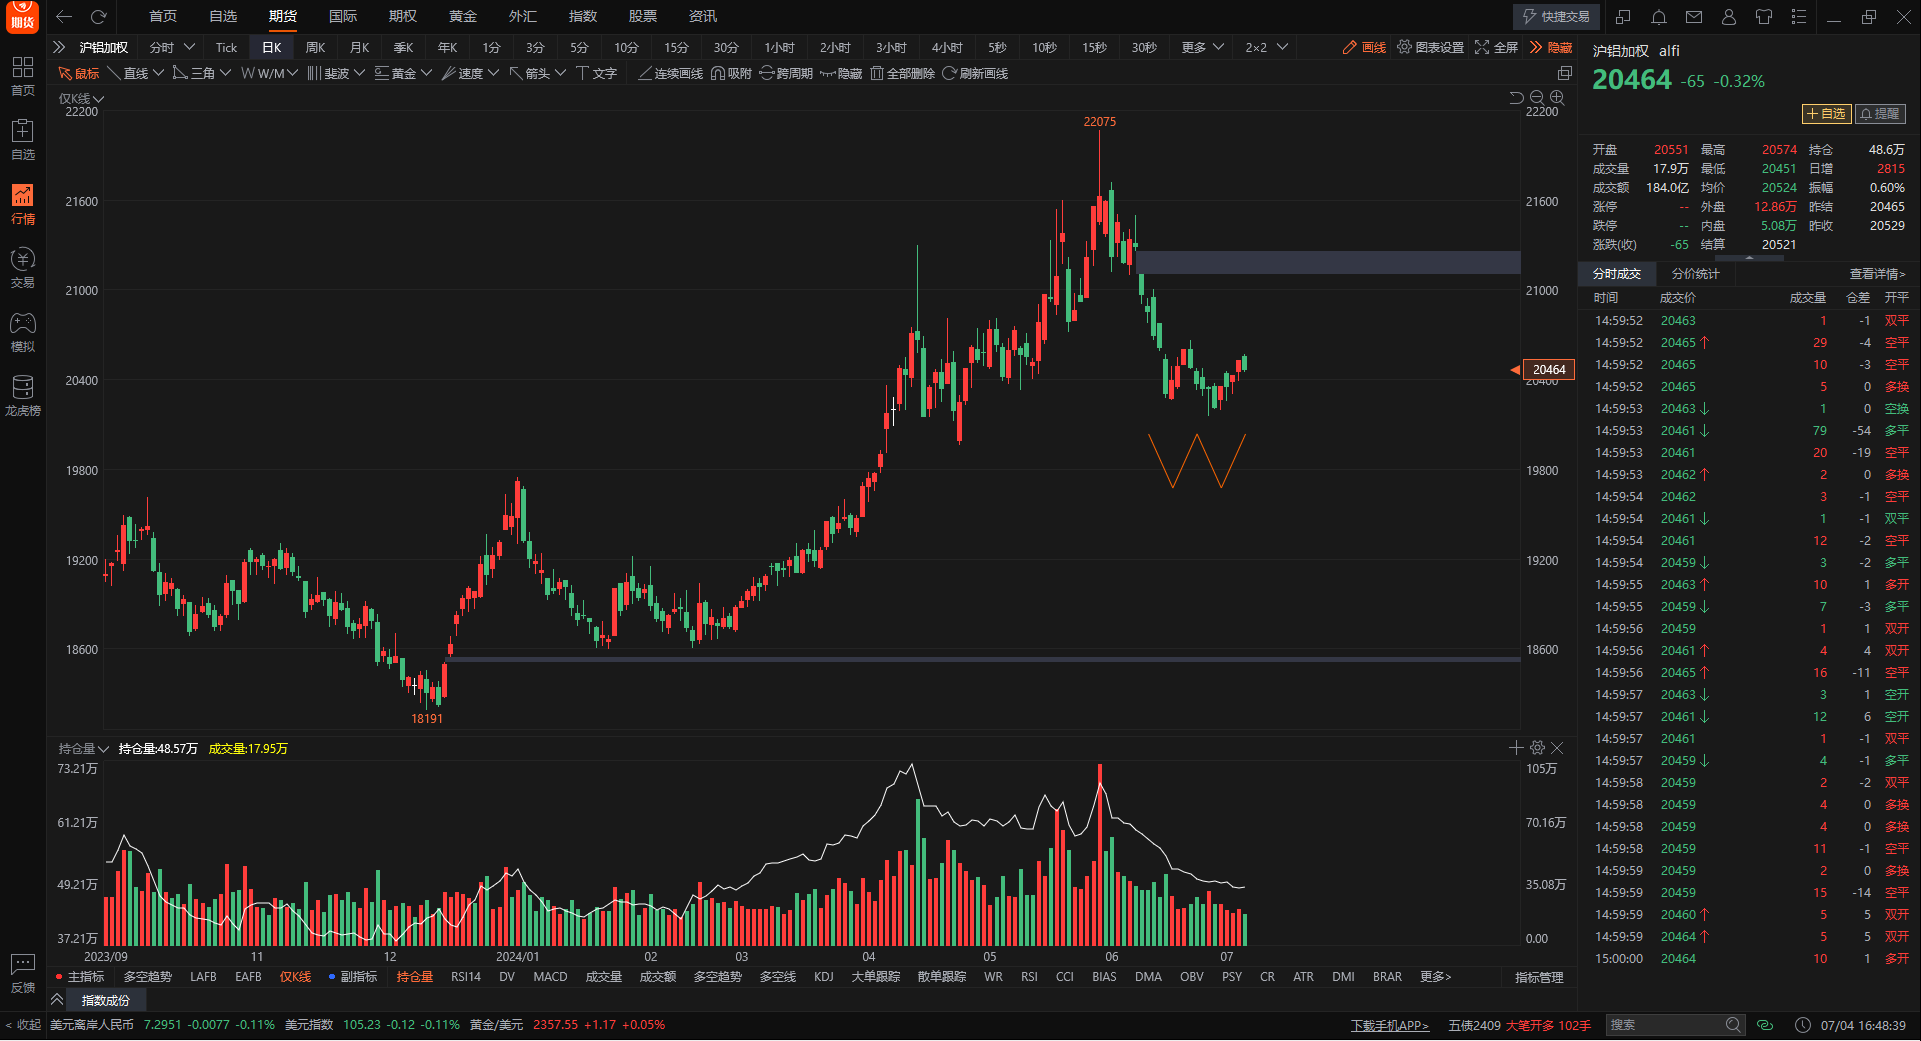 期货 首页 自选 期货 国际 期权 黄金 外汇 指数 股票 资讯 快捷交易
沪铝加权 分时 Tick 日K 周K 月K 季K 年K 1分 3分 5分 10分 15分 30分 1小时 2小时 3小时 4小时 5秒 10秒 15秒 30秒 更多 2×2 画线 图表设置 全屏 隐藏
鼠标 直线 三角 W/M 斐波 黄金 速度 箭头 文字 连续画线 吸附 跨周期 隐藏 全部删除 刷新画线
首页
自选
行情
交易
模拟
龙虎榜
反馈
仅K线
22200 22200
22075
21600 21600
21000 21000
20400 20400
20464
19800 19800
19200 19200
18600 18600
18191
持仓量 持仓量:48.57万 成交量:17.95万
73.21万 105万
61.21万 70.16万
49.21万 35.08万
37.21万 0.00
2023/09 11 12 2024/01 02 03 04 05 06 07
主指标 多空趋势 LAFB EAFB 仅K线 副指标 持仓量 RSI14 DV MACD 成交量 成交额 多空趋势 多空线 KDJ 大单跟踪 散单跟踪 WR RSI CCI BIAS DMA OBV PSY CR ATR DMI BRAR 更多> 指标管理
指数成份
沪铝加权 alfi
20464 -65 -0.32%
自选 提醒
开盘 20551 最高 20574 持仓 48.6万
成交量 17.9万 最低 20451 日增 2815
成交额 184.0亿 均价 20524 振幅 0.60%
涨停 -- 外盘 12.86万 昨结 20465
跌停 -- 内盘 5.08万 昨收 20529
涨跌(收) -65 结算 20521
分时成交 分价统计 查看详情>
时间 成交价 成交量 仓差 开平
14:59:52 20463 1 -1 双平
14:59:52 20465↑ 29 -4 空平
14:59:52 20465 10 -3 空平
14:59:52 20465 5 0 多换
14:59:53 20463↓ 1 0 空换
14:59:53 20461↓ 79 -54 多平
14:59:53 20461 20 -19 空平
14:59:53 20462↑ 2 0 多换
14:59:54 20462 3 -1 空平
14:59:54 20461↓ 1 -1 双平
14:59:54 20461 12 -2 空平
14:59:54 20459↓ 3 -2 多平
14:59:55 20463↑ 10 1 多开
14:59:55 20459↓ 7 -3 多平
14:59:56 20459 1 1 双开
14:59:56 20461↑ 4 4 双开
14:59:56 20465↑ 16 -11 空平
14:59:57 20463↓ 3 1 空开
14:59:57 20461↓ 12 6 空开
14:59:57 20461 1 -1 双平
14:59:57 20459↓ 4 -1 多平
14:59:58 20459 2 -2 双平
14:59:58 20459 4 0 多换
14:59:58 20459 4 0 多换
14:59:58 20459 11 -1 空平
14:59:59 20459 2 0 多换
14:59:59 20459 15 -14 空平
14:59:59 20460↑ 5 5 双开
14:59:59 20464↑ 5 5 双开
15:00:00 20464 10 1 多开
< 收起 美元离岸人民币 7.2951 -0.0077 -0.11% 美元指数 105.23 -0.12 -0.11% 黄金/美元 2357.55 +1.17 +0.05% 下载手机APP> 五债2409 大笔开多 102手 搜索 07/04 16:48:39